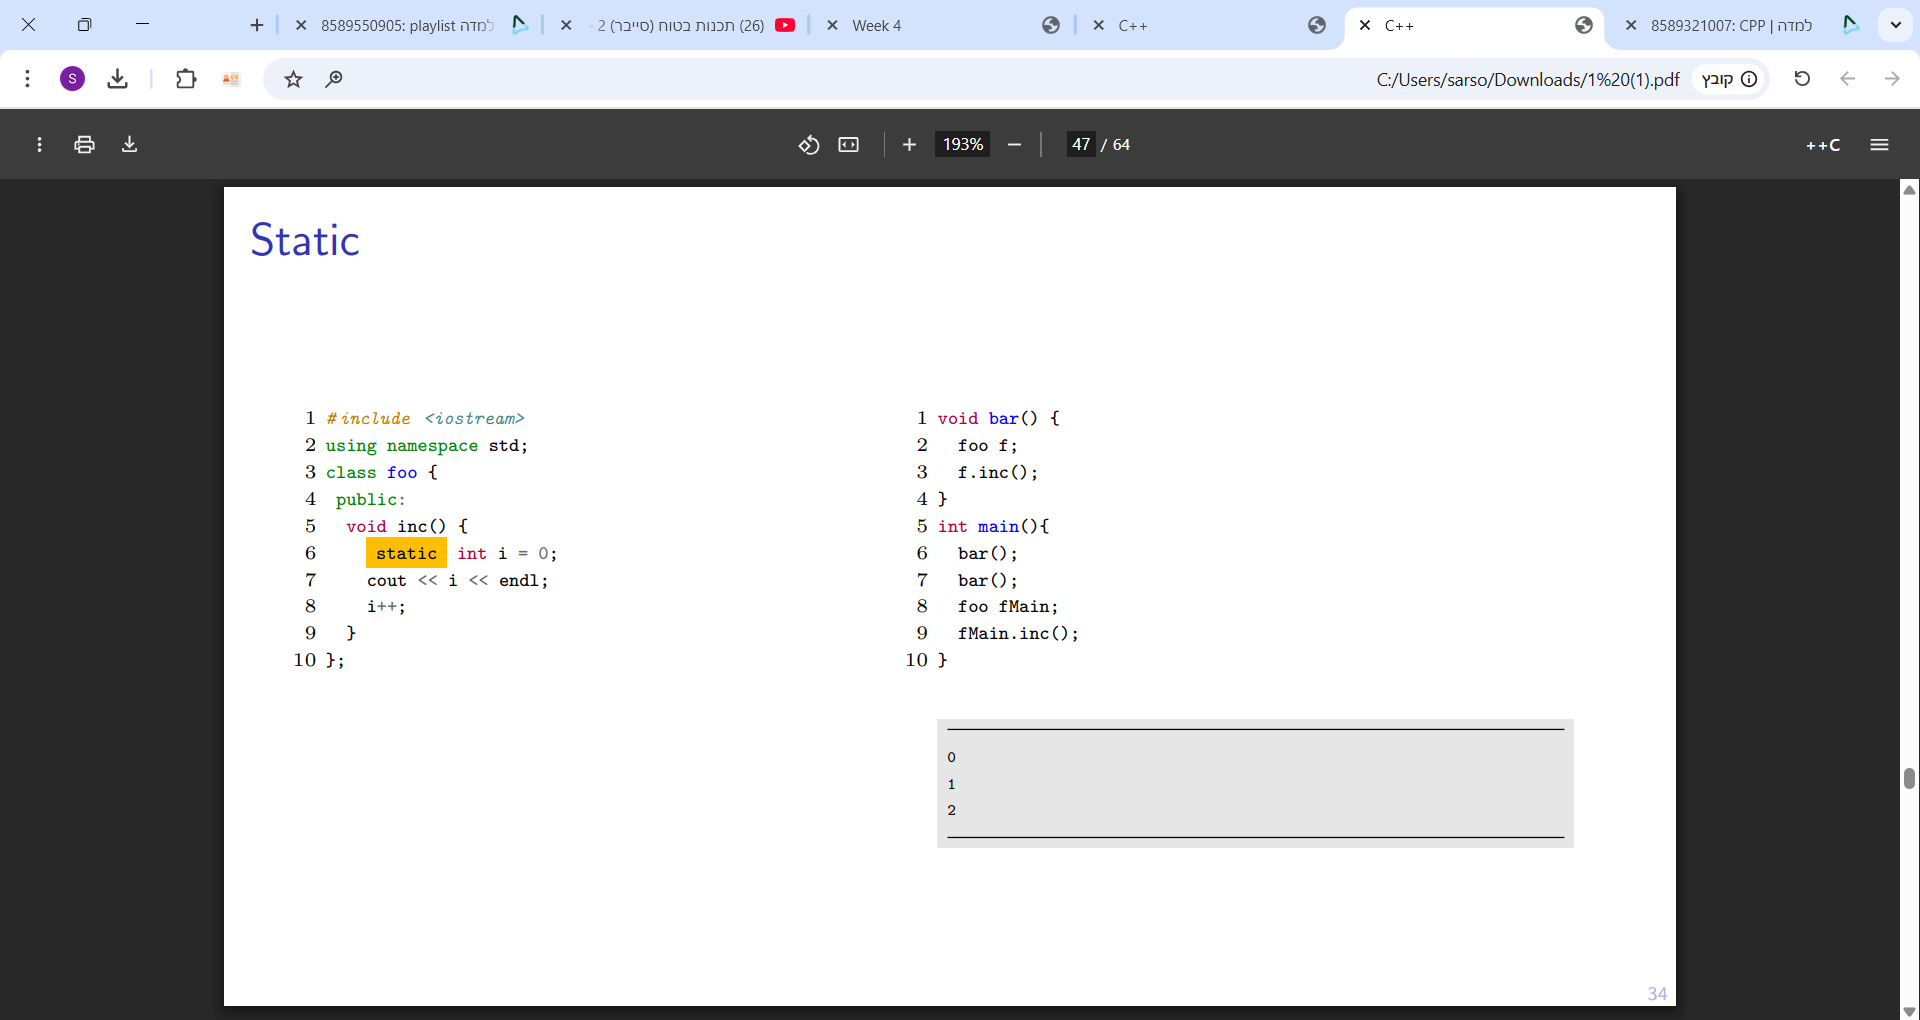 8589550905: playlist למדה
- 2 תכנות בטוח (סייבר) (26)
Week 4
C++
C++
8589321007: CPP | למדה
S
C:/Users/sarso/Downloads/1%20(1).pdf
קובץ
193%
47 / 64
++C
Static
1 #include <iostream>
2 using namespace std;
3 class foo {
4 public:
5 void inc() {
6 static int i = 0;
7 cout << i << endl;
8 i++;
9 }
10 };
1 void bar() {
2 foo f;
3 f.inc();
4 }
5 int main(){
6 bar();
7 bar();
8 foo fMain;
9 fMain.inc();
10 }
0
1
2
34